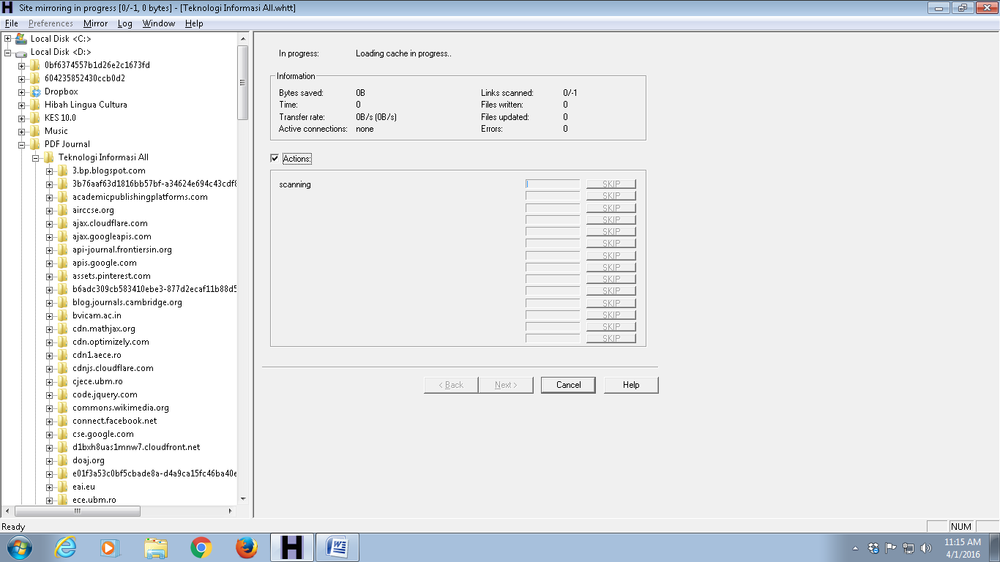 Site mirroring in progress [0/-1, 0 bytes] - [Teknologi Informasi All.whtt]
File Preferences Mirror Log Window Help
Local Disk <C:>
Local Disk <D:>
0bf6374557b1d26e2c1673fd
604235852430ccb0d2
Dropbox
Hibah Lingua Cultura
KES 10.0
Music
PDF Journal
Teknologi Informasi All
3.bp.blogspot.com
3b76aaf63d1816bb57bf-a34624e694c43cdf8
academicpublishingplatforms.com
airccse.org
ajax.cloudflare.com
ajax.googleapis.com
api-journal.frontiersin.org
apis.google.com
assets.pinterest.com
b6adc309cb583410ebe3-877d2ecaf11b88d5
blog.journals.cambridge.org
bvicam.ac.in
cdn.mathjax.org
cdn.optimizely.com
cdn1.aece.ro
cdnjs.cloudflare.com
cjece.ubm.ro
code.jquery.com
commons.wikimedia.org
connect.facebook.net
cse.google.com
d1bxh8uas1mnw7.cloudfront.net
doaj.org
e01f3a53c0bf5cbade8a-d4a9ca15fc46ba40e
eai.eu
ece.ubm.ro
In progress: Loading cache in progress..
Information
Bytes saved: 0B Links scanned: 0/-1
Time: 0 Files written: 0
Transfer rate: 0B/s (0B/s) Files updated: 0
Active connections: none Errors: 0
Actions:
scanning SKIP
SKIP
SKIP
SKIP
SKIP
SKIP
SKIP
SKIP
SKIP
SKIP
SKIP
SKIP
SKIP
SKIP
< Back Next > Cancel Help
Ready NUM
11:15 AM
4/1/2016